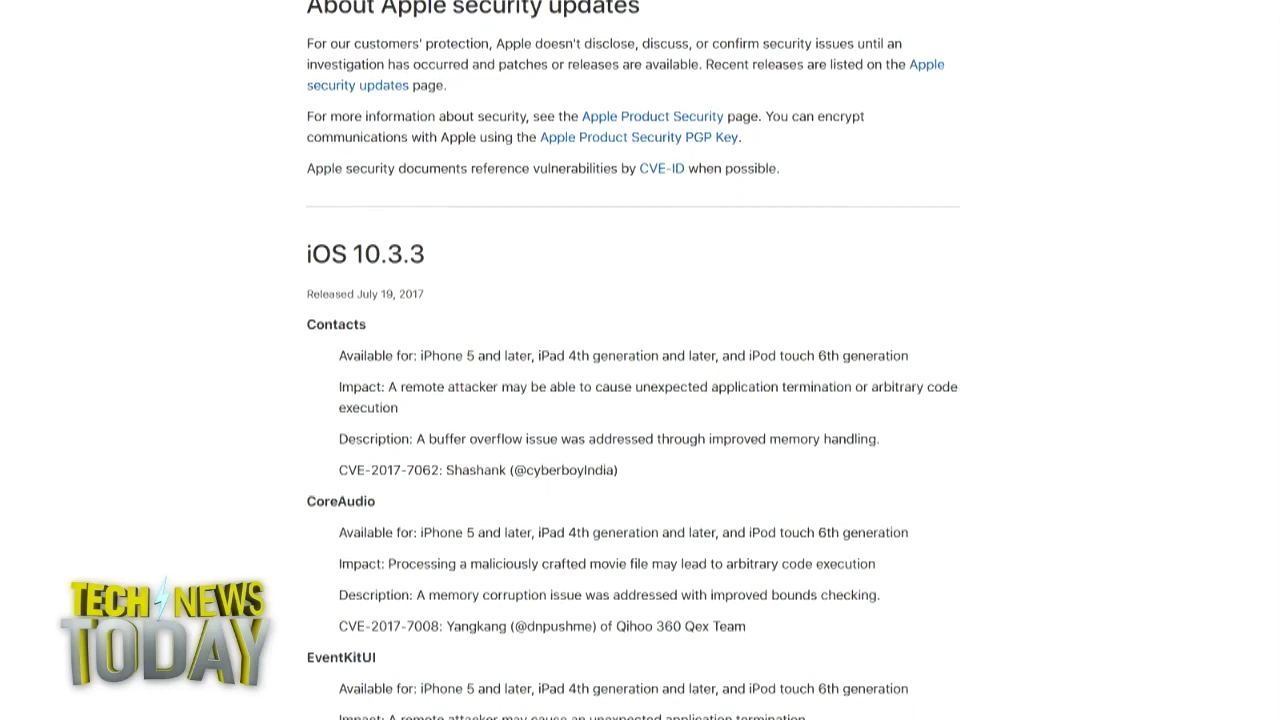 About Apple security updates
For our customers' protection, Apple doesn't disclose, discuss, or confirm security issues until an
investigation has occurred and patches or releases are available. Recent releases are listed on the Apple
security updates page.
For more information about security, see the Apple Product Security page. You can encrypt
communications with Apple using the Apple Product Security PGP Key.
Apple security documents reference vulnerabilities by CVE-ID when possible.
iOS 10.3.3
Released July 19, 2017
Contacts
Available for: iPhone 5 and later, iPad 4th generation and later, and iPod touch 6th generation
Impact: A remote attacker may be able to cause unexpected application termination or arbitrary code
execution
Description: A buffer overflow issue was addressed through improved memory handling.
CVE-2017-7062: Shashank (@cyberboyIndia)
CoreAudio
Available for: iPhone 5 and later, iPad 4th generation and later, and iPod touch 6th generation
Impact: Processing a maliciously crafted movie file may lead to arbitrary code execution
Description: A memory corruption issue was addressed with improved bounds checking.
CVE-2017-7008: Yangkang (@dnpushme) of Qihoo 360 Qex Team
EventKitUI
Available for: iPhone 5 and later, iPad 4th generation and later, and iPod touch 6th generation
Impact: A remote attacker may cause an unexpected application termination
TECH NEWS
TODAY